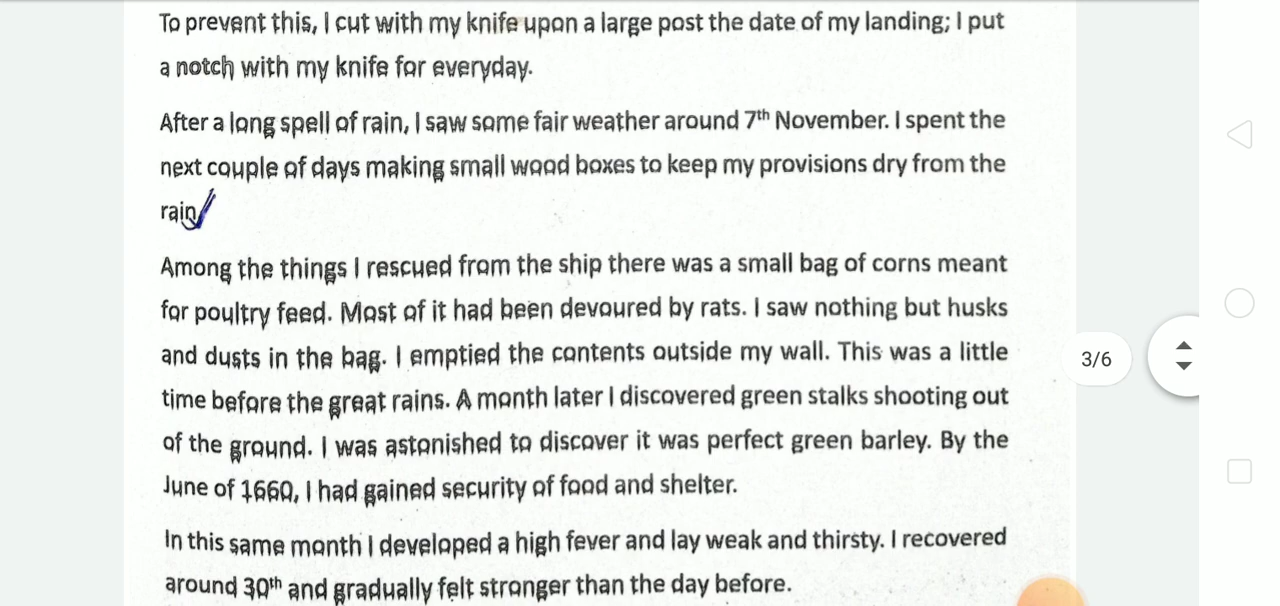 To prevent this, I cut with my knife upon a large post the date of my landing; I put
a notch with my knife for everyday.
After a long spell of rain, I saw some fair weather around 7th November. I spent the
next couple of days making small wood boxes to keep my provisions dry from the
rain
Among the things I rescued from the ship there was a small bag of corns meant
for poultry feed. Most of it had been devoured by rats. I saw nothing but husks
and dusts in the bag. I emptied the contents outside my wall. This was a little
time before the great rains. A month later I discovered green stalks shooting out
of the ground. I was astonished to discover it was perfect green barley. By the
June of 1660, I had gained security of food and shelter.
In this same month I developed a high fever and lay weak and thirsty. I recovered
around 30th and gradually felt stronger than the day before.
3/6